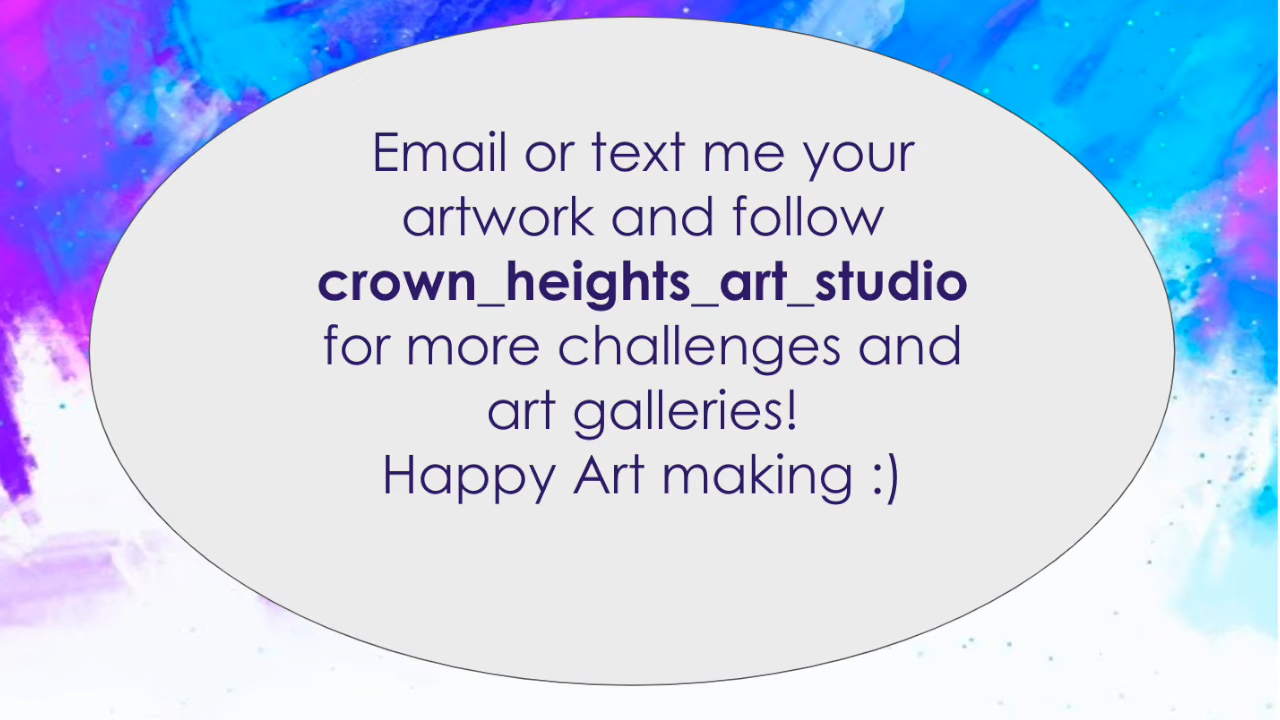 Email or text me your
artwork and follow
crown_heights_art_studio
for more challenges and
art galleries!
Happy Art making :)